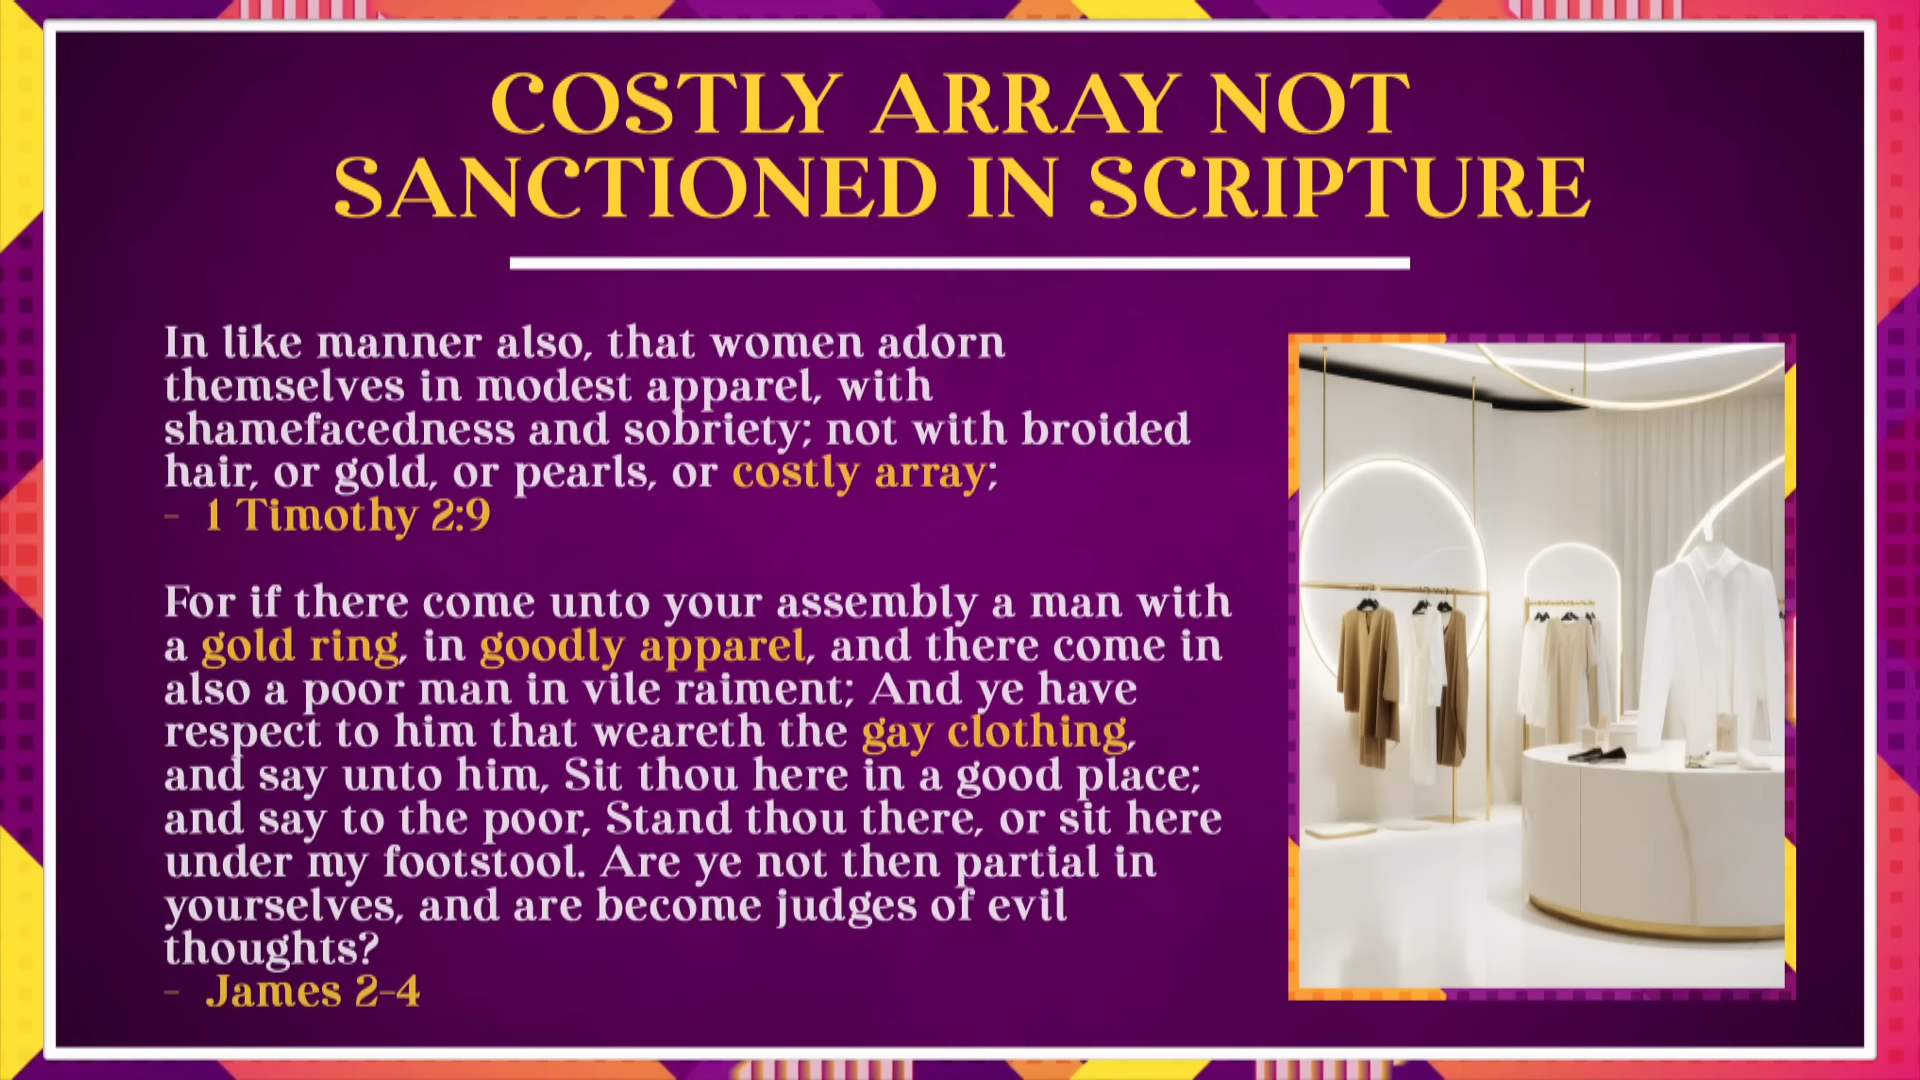 COSTLY ARRAY NOT
SANCTIONED IN SCRIPTURE
In like manner also, that women adorn
themselves in modest apparel, with
shamefacedness and sobriety; not with broided
hair, or gold, or pearls, or costly array;
- 1 Timothy 2:9
For if there come unto your assembly a man with
a gold ring, in goodly apparel, and there come in
also a poor man in vile raiment; And ye have
respect to him that weareth the gay clothing,
and say unto him, Sit thou here in a good place;
and say to the poor, Stand thou there, or sit here
under my footstool. Are ye not then partial in
yourselves, and are become judges of evil
thoughts?
- James 2-4